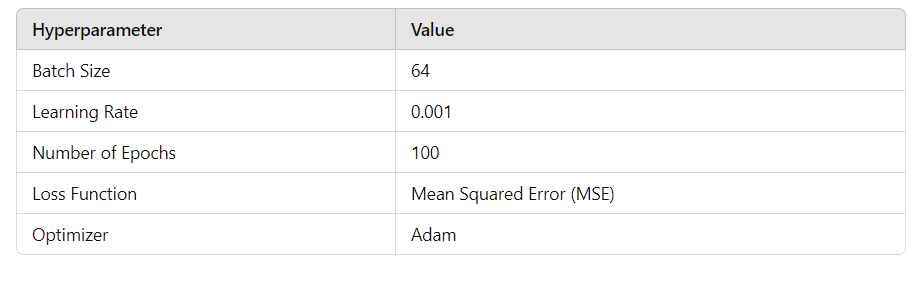 Hyperparameter Value
Batch Size 64
Learning Rate 0.001
Number of Epochs 100
Loss Function Mean Squared Error (MSE)
Optimizer Adam